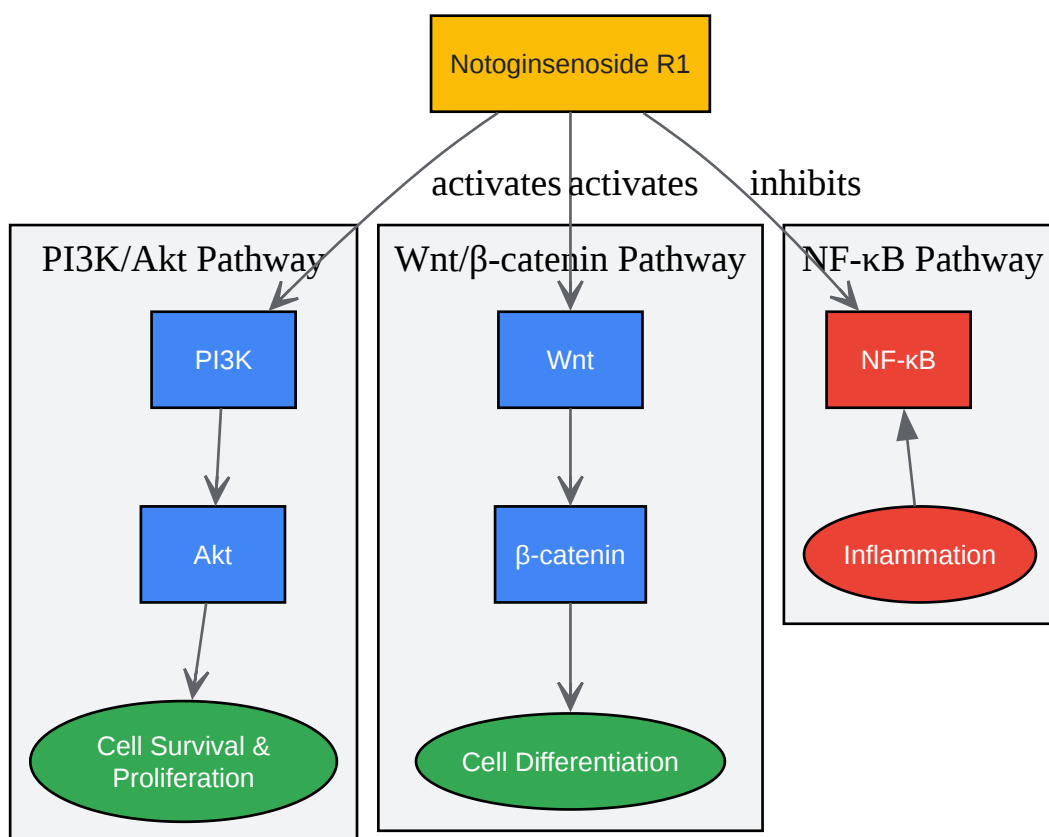 Notoginsenoside R1
activates
activates
inhibits
PI3K/Akt Pathway
Wnt/β-catenin Pathway
NF-κB Pathway
PI3K
Wnt
NF-κB
Akt
β-catenin
Inflammation
Cell Survival &
Proliferation
Cell Differentiation